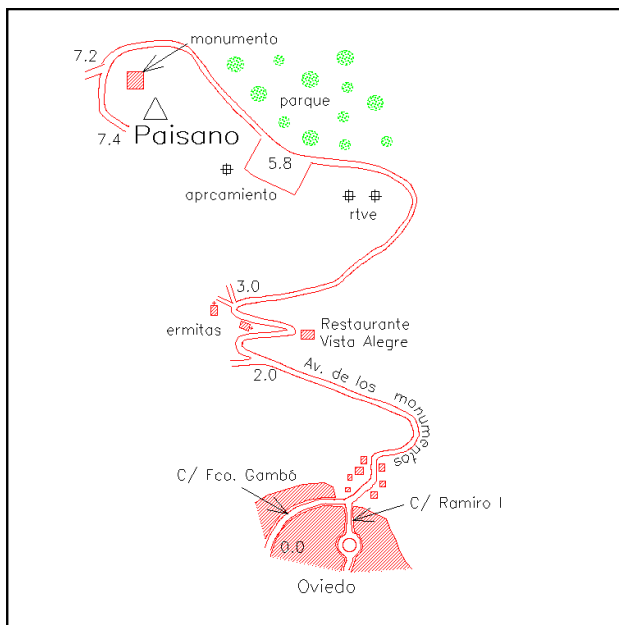 monumento
7.2
parque
7.4
Paisano
5.8
aprcamiento
rtve
3.0
ermitas
Restaurante
Vista Alegre
2.0
Av. de los monumentos
C/ Fco. Gambó
C/ Ramiro I
0.0
Oviedo